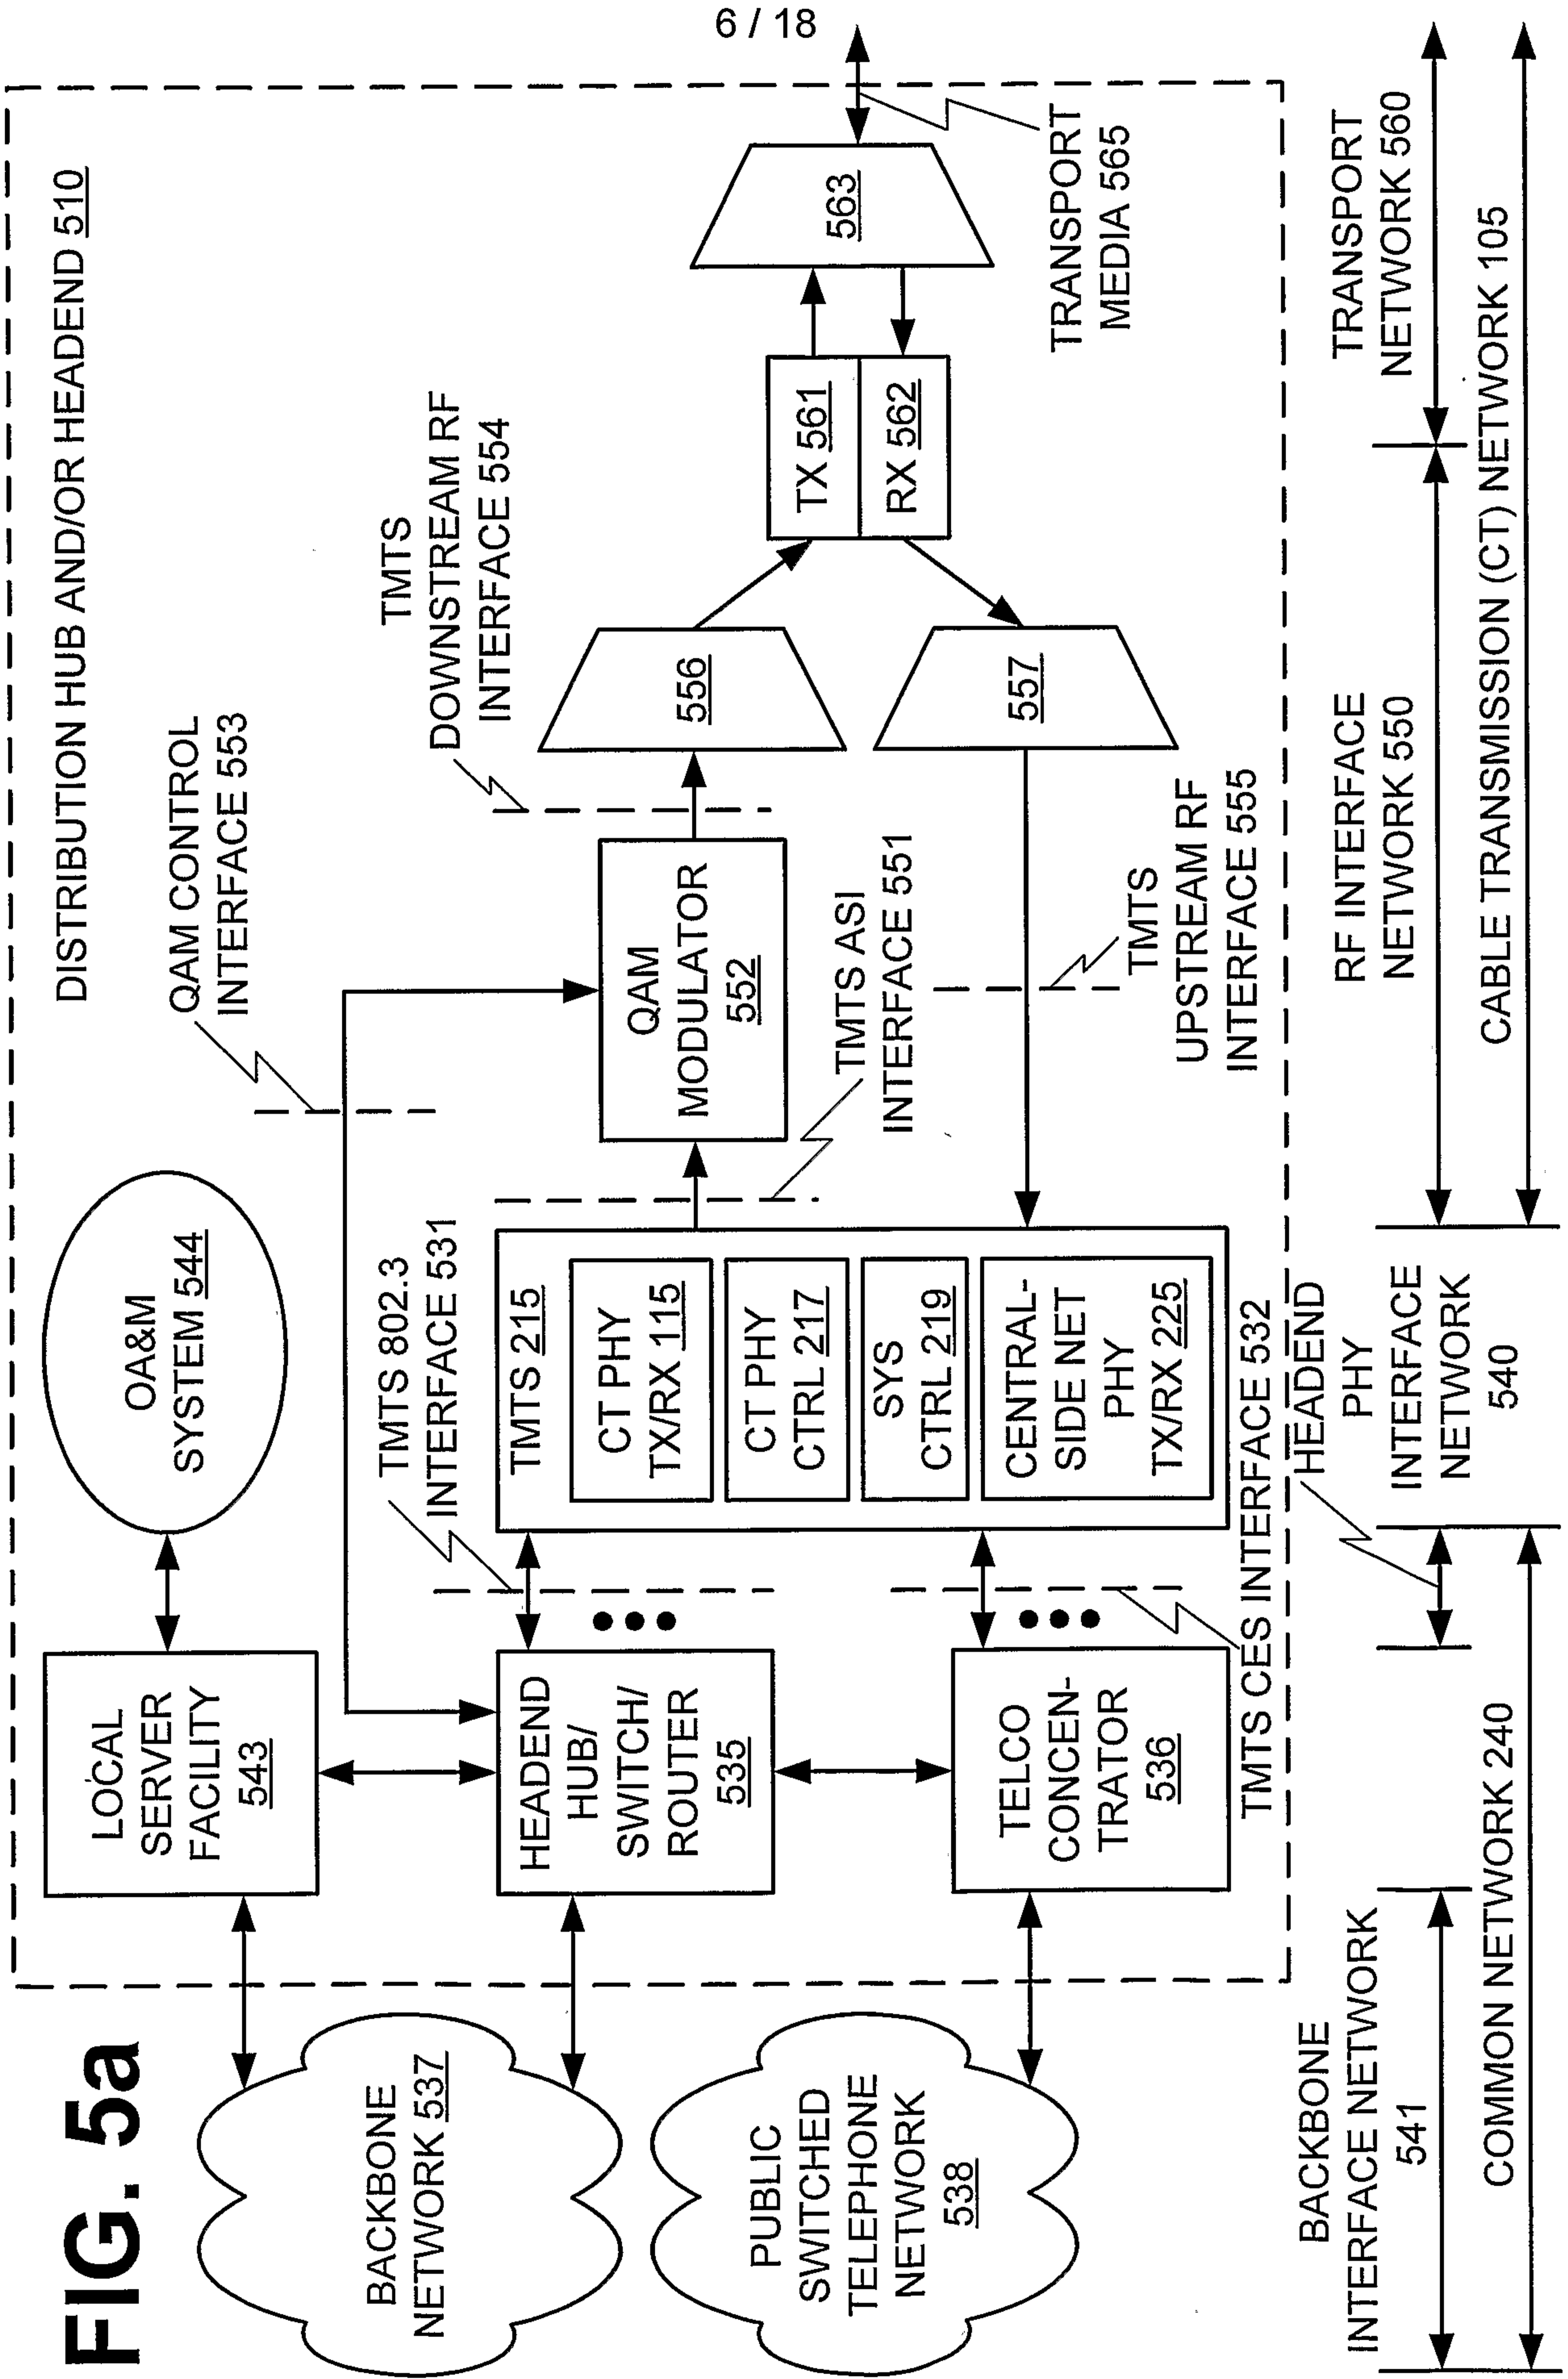 6 / 18
FIG. 5a
DISTRIBUTION HUB AND/OR HEADEND 510
BACKBONE
NETWORK 537
PUBLIC
SWITCHED
TELEPHONE
NETWORK
538
LOCAL
SERVER
FACILITY
543
OA&M
SYSTEM 544
HEADEND
HUB/
SWITCH/
ROUTER
535
TELCO
CONCEN-
TRATOR
536
TMTS 802.3
INTERFACE 531
TMTS CES INTERFACE 532
TMTS 215
CT PHY
TX/RX 115
CT PHY
CTRL 217
SYS
CTRL 219
CENTRAL-
SIDE NET
PHY
TX/RX 225
QAM CONTROL
INTERFACE 553
QAM
MODULATOR
552
TMTS ASI
INTERFACE 551
TMTS
DOWNSTREAM RF
INTERFACE 554
TMTS
UPSTREAM RF
INTERFACE 555
556
557
TX 561
RX 562
563
TRANSPORT
MEDIA 565
BACKBONE
INTERFACE NETWORK
541
HEADEND
PHY
INTERFACE
NETWORK
540
RF INTERFACE
NETWORK 550
TRANSPORT
NETWORK 560
COMMON NETWORK 240
CABLE TRANSMISSION (CT) NETWORK 105